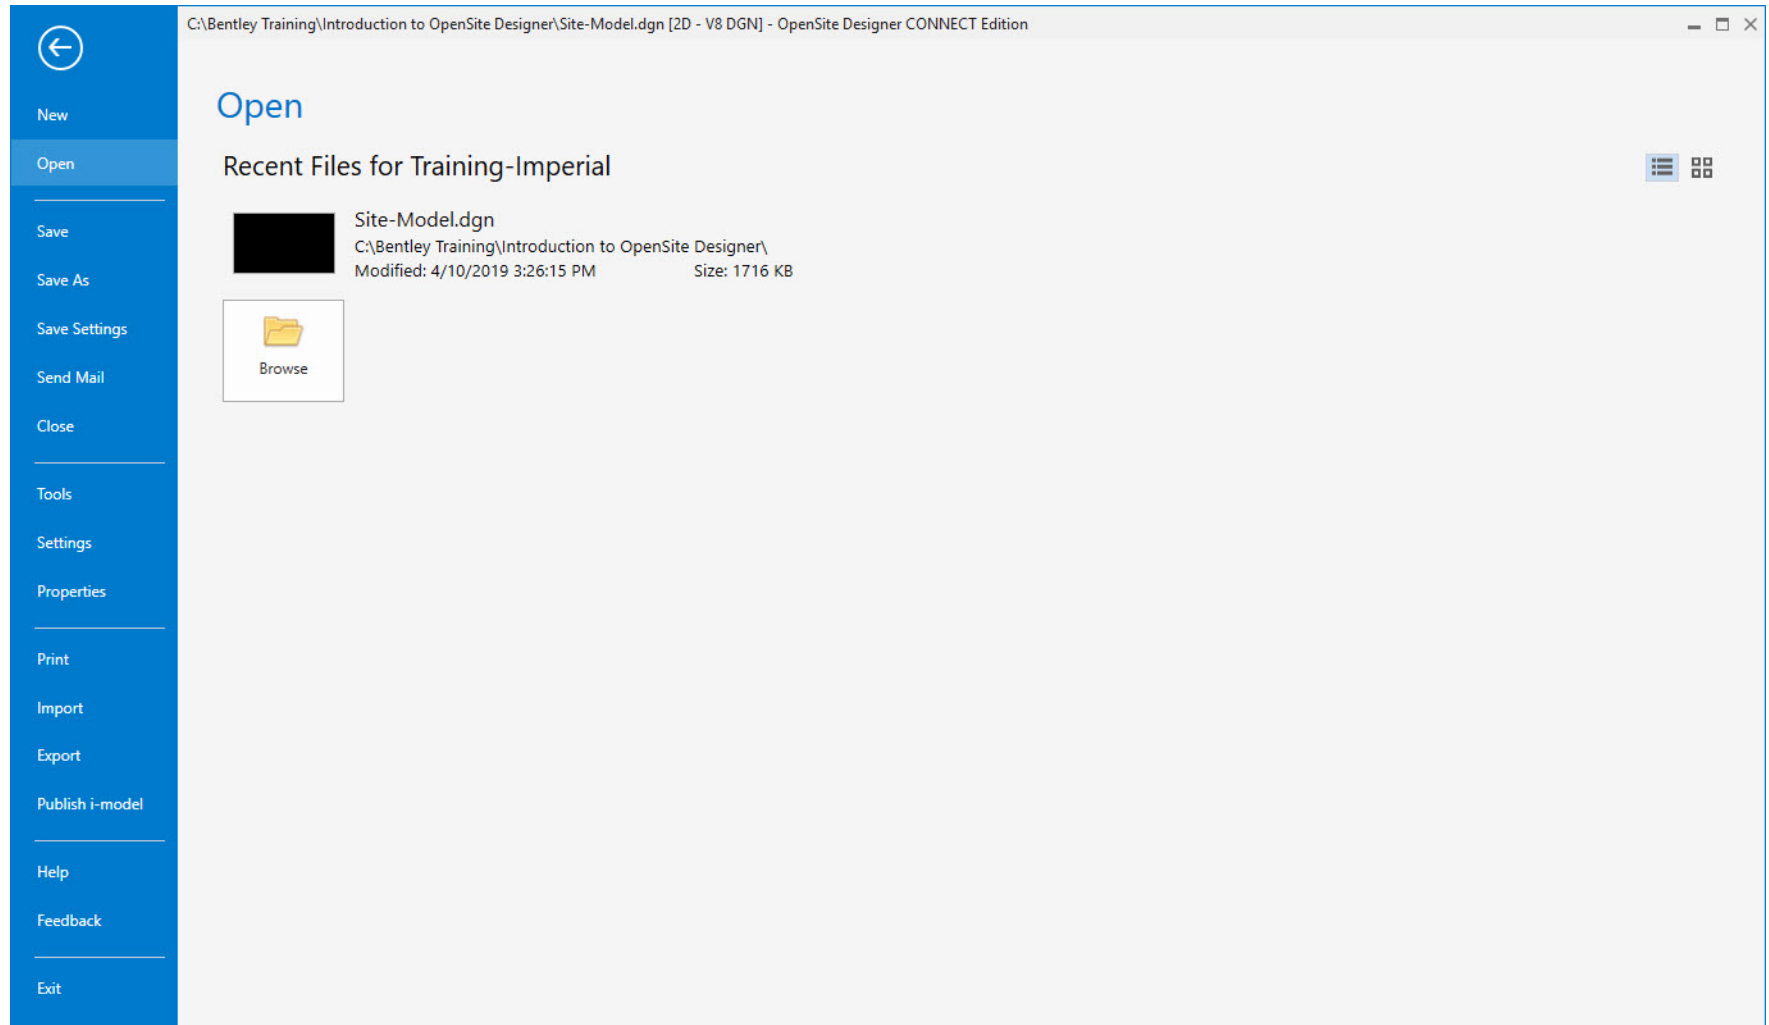 C:\Bentley Training\Introduction to OpenSite Designer\Site-Model.dgn [2D - V8 DGN] - OpenSite Designer CONNECT Edition
New
Open
Save
Save As
Save Settings
Send Mail
Close
Tools
Settings
Properties
Print
Import
Export
Publish i-model
Help
Feedback
Exit
Open
Recent Files for Training-Imperial
Site-Model.dgn
C:\Bentley Training\Introduction to OpenSite Designer\
Modified: 4/10/2019 3:26:15 PM Size: 1716 KB
Browse